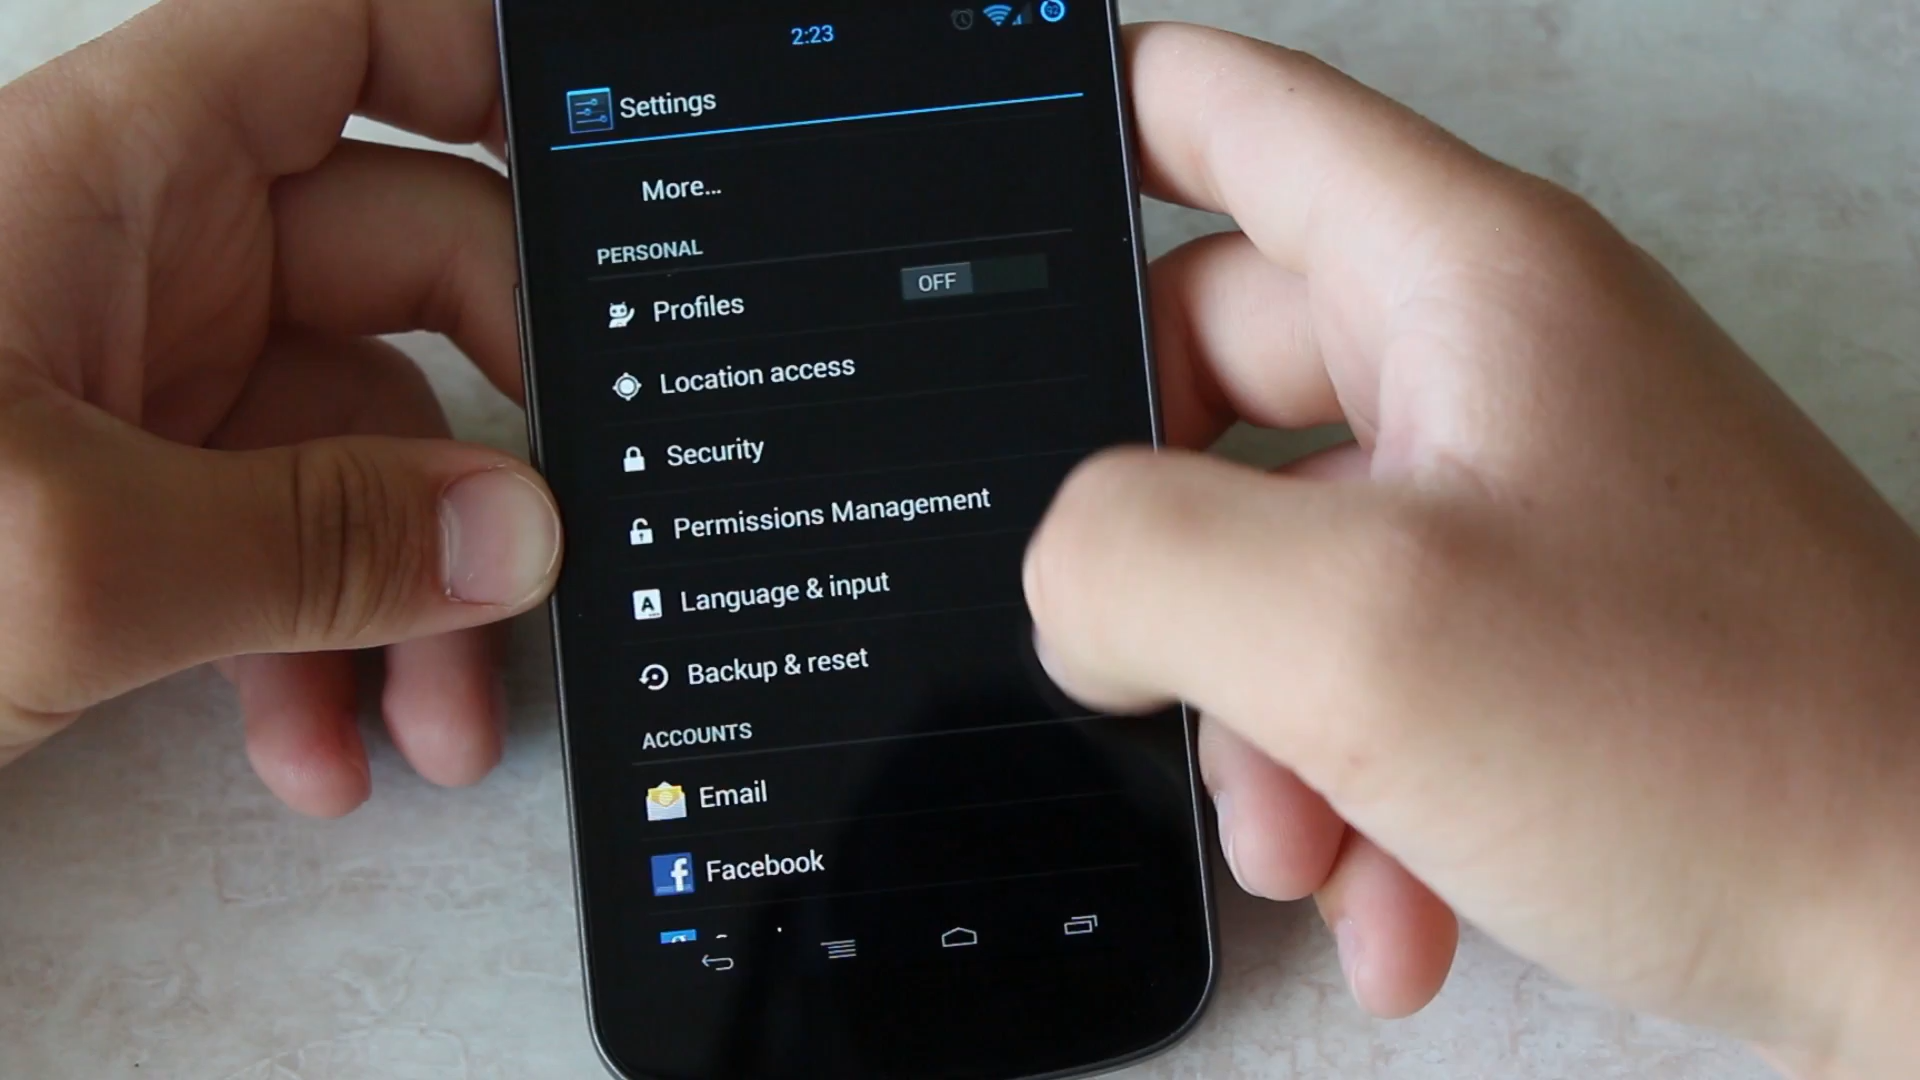 2:23
Settings
More...
PERSONAL
Profiles
OFF
Location access
Security
Permissions Management
Language & input
Backup & reset
ACCOUNTS
Email
Facebook